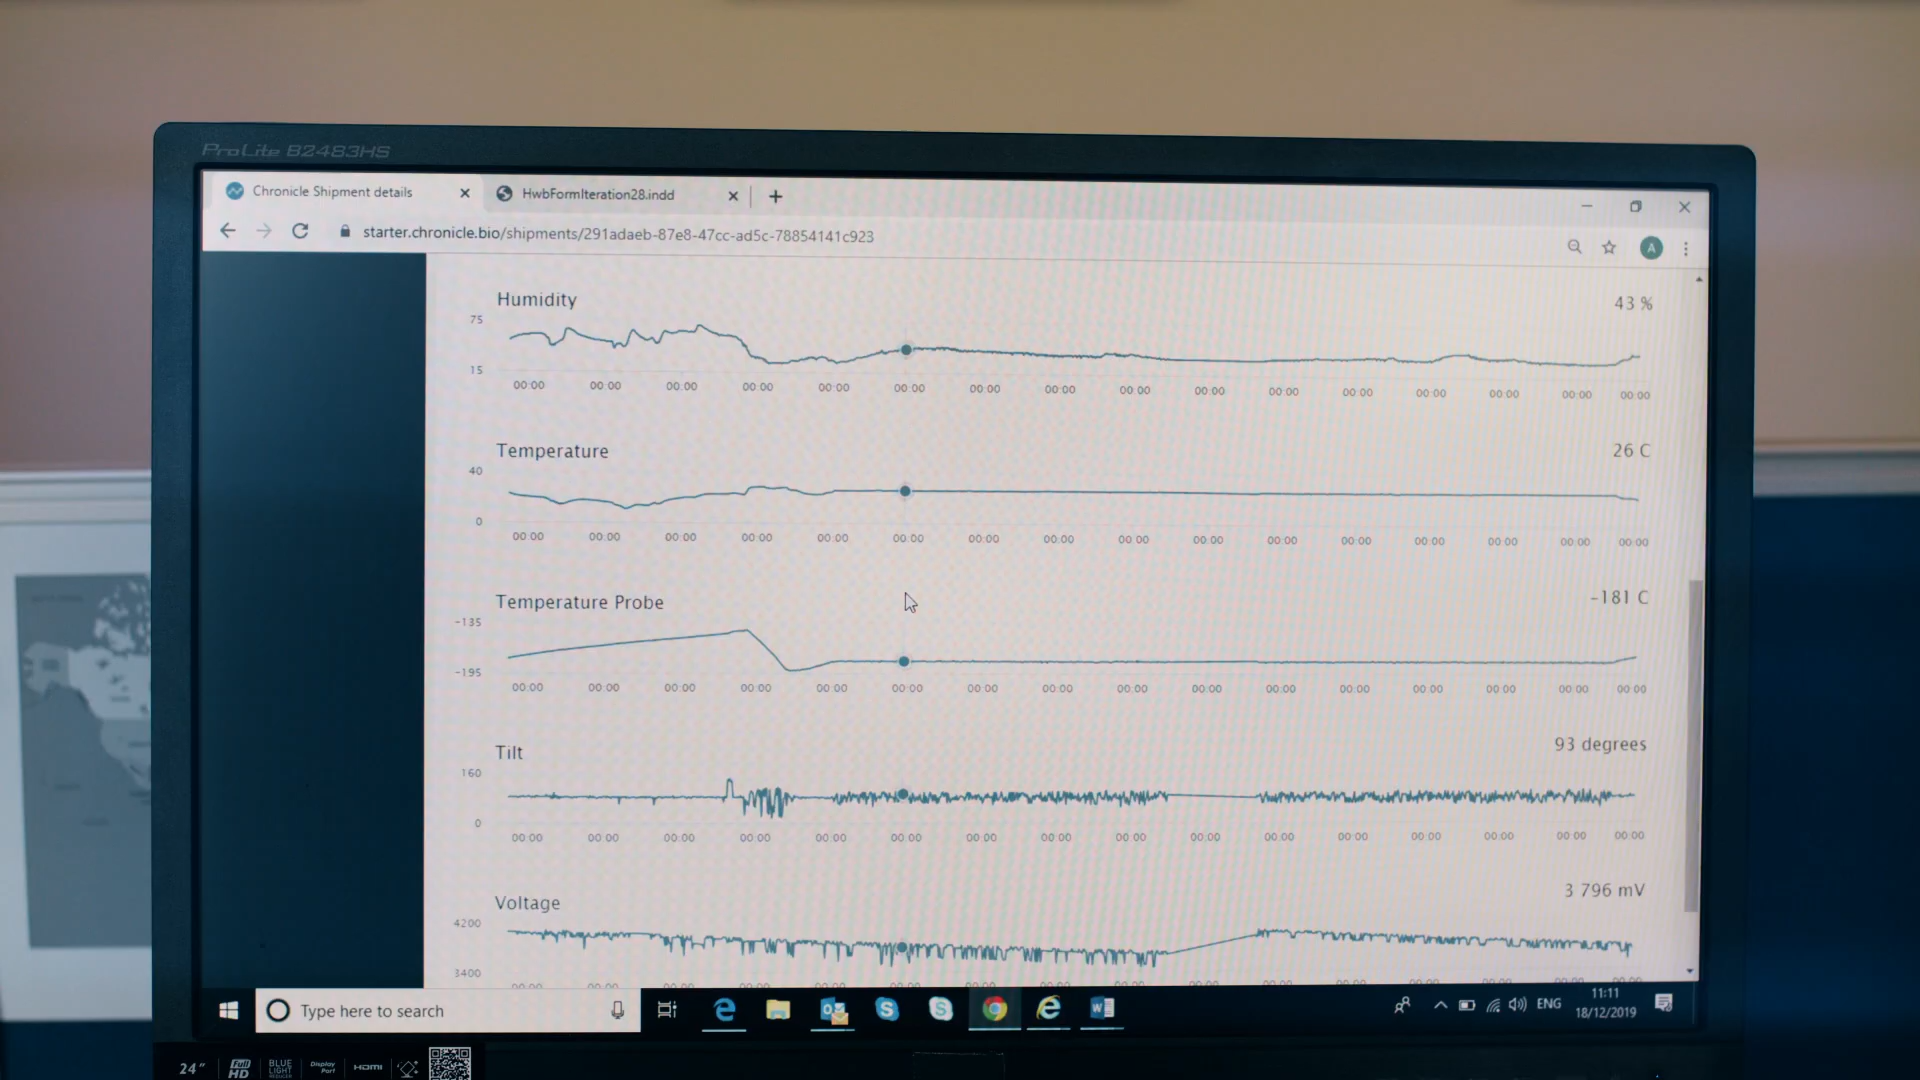 ProLite B2483HS
Chronicle Shipment details
HwbFormIteration28.indd
starter.chronicle.bio/shipments/291adaeb-87e8-47cc-ad5c-78854141c923
A
Humidity
43 %
75
15
00:00 00:00 00:00 00:00 00:00 00:00 00:00 00:00 00:00 00:00 00:00 00:00 00:00 00:00 00:00 00:00
Temperature
26 C
40
0
00:00 00:00 00:00 00:00 00:00 00:00 00:00 00:00 00:00 00:00 00:00 00:00 00:00 00:00 00:00 00:00
Temperature Probe
-181 C
-135
-195
00:00 00:00 00:00 00:00 00:00 00:00 00:00 00:00 00:00 00:00 00:00 00:00 00:00 00:00 00:00 00:00
Tilt
93 degrees
160
0
00:00 00:00 00:00 00:00 00:00 00:00 00:00 00:00 00:00 00:00 00:00 00:00 00:00 00:00 00:00 00:00
Voltage
3 796 mV
4200
3400
Type here to search
ENG
11:11
18/12/2019
24"
Full HD
BLUE LIGHT REDUCER
Display Port
HDMI